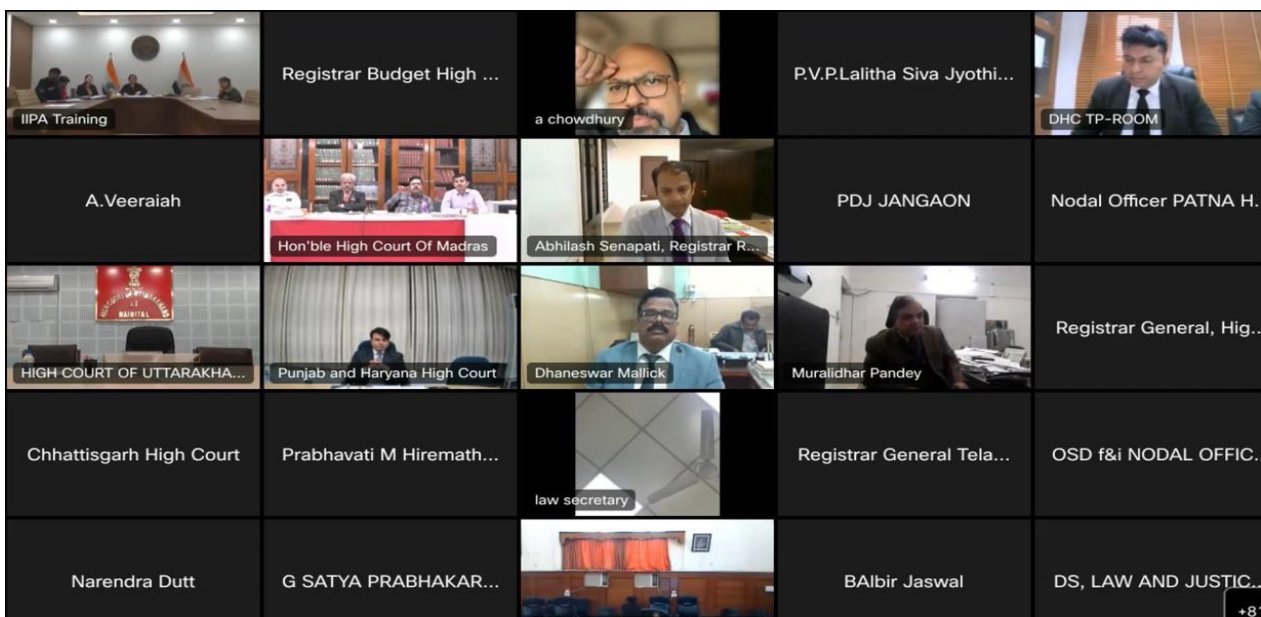 IIPA Training
Registrar Budget High ...
a chowdhury
P.V.P.Lalitha Siva Jyothi...
DHC TP-ROOM
A.Veeraiah
Hon'ble High Court Of Madras
Abhilash Senapati, Registrar R...
PDJ JANGAON
Nodal Officer PATNA H.
HIGH COURT OF UTTARAKHA...
NAINITAL
Punjab and Haryana High Court
Dhaneswar Mallick
Muralidhar Pandey
Registrar General, Hig..
Chhattisgarh High Court
Prabhavati M Hiremath...
law secretary
Registrar General Tela...
OSD f&i NODAL OFFIC..
Narendra Dutt
G SATYA PRABHAKAR...
BAlbir Jaswal
DS, LAW AND JUSTIC..
+81